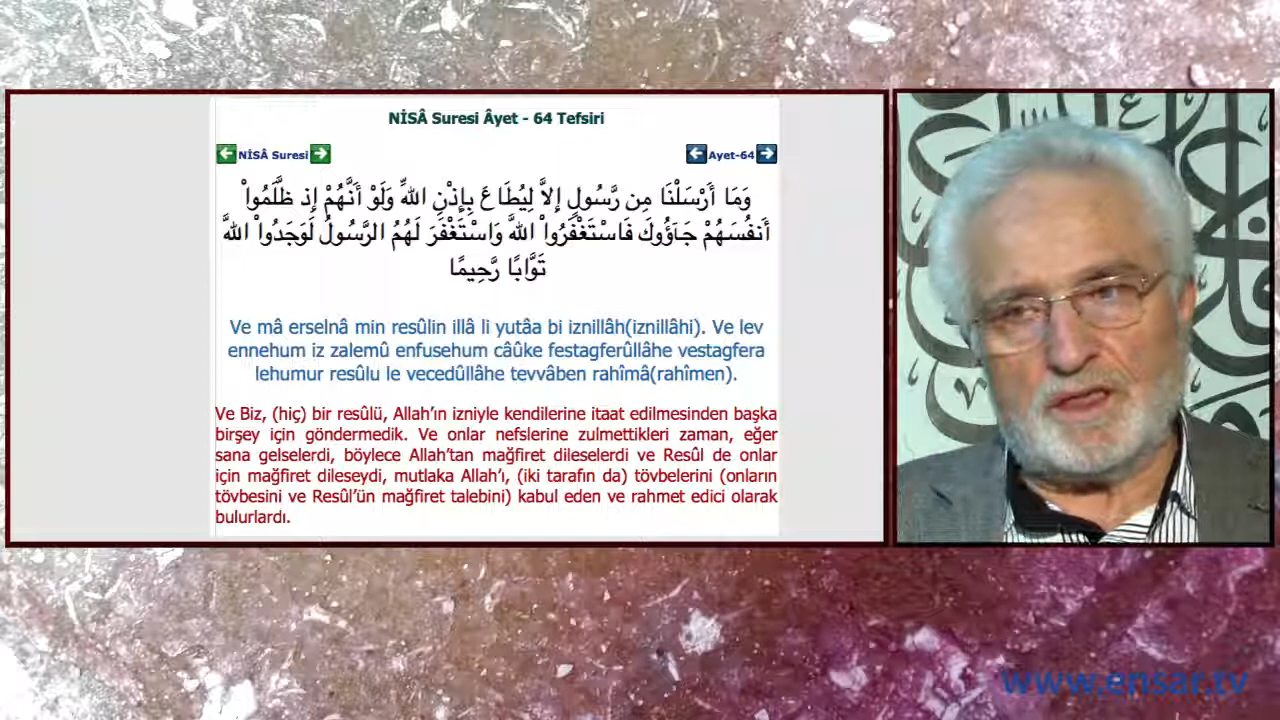 NİSÂ Suresi Âyet - 64 Tefsiri
NİSÂ Suresi
Ayet-64
وَمَا أَرْسَلْنَا مِن رَّسُولٍ إِلاَّ لِيُطَاعَ بِإِذْنِ اللّهِ وَلَوْ أَنَّهُمْ إِذ ظَّلَمُواْ
أَنفُسَهُمْ جَآؤُوكَ فَاسْتَغْفَرُواْ اللّهَ وَاسْتَغْفَرَ لَهُمُ الرَّسُولُ لَوَجَدُواْ اللّهَ
تَوَّابًا رَّحِيمًا
Ve mâ erselnâ min resûlin illâ li yutâa bi iznillâh(iznillâhi). Ve lev
ennehum iz zalemû enfusehum câûke festagferûllâhe vestagfera
lehumur resûlu le vecedûllâhe tevvâben rahîmâ(rahîmen).
Ve Biz, (hiç) bir resûlü, Allah’ın izniyle kendilerine itaat edilmesinden başka
birşey için göndermedik. Ve onlar nefslerine zulmettikleri zaman, eğer
sana gelselerdi, böylece Allah’tan mağfiret dileselerdi ve Resûl de onlar
için mağfiret dileseydi, mutlaka Allah’ı, (iki tarafın da) tövbelerini (onların
tövbesini ve Resûl’ün mağfiret talebini) kabul eden ve rahmet edici olarak
bulurlardı.
www.ensar.tv